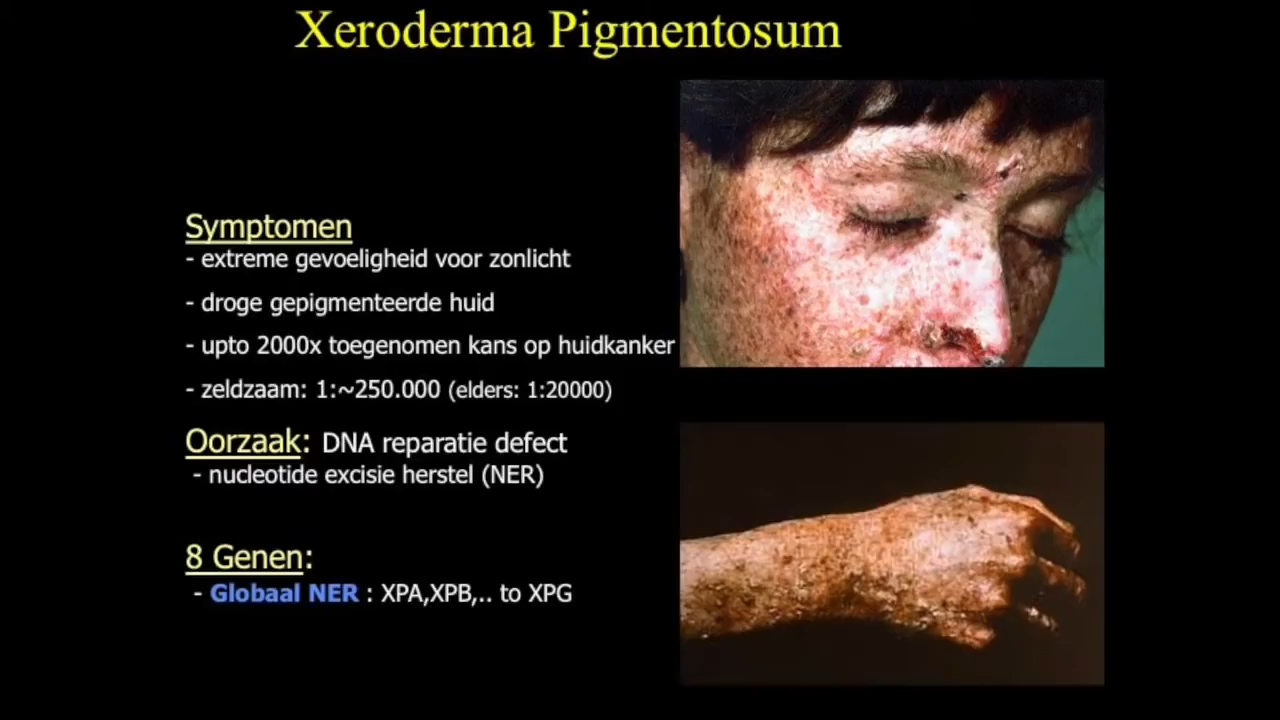 Xeroderma Pigmentosum
Symptomen
- extreme gevoeligheid voor zonlicht
- droge gepigmenteerde huid
- upto 2000x toegenomen kans op huidkanker
- zeldzaam: 1:~250.000 (elders: 1:20000)
Oorzaak: DNA reparatie defect
- nucleotide excisie herstel (NER)
8 Genen:
- Globaal NER : XPA,XPB,.. to XPG